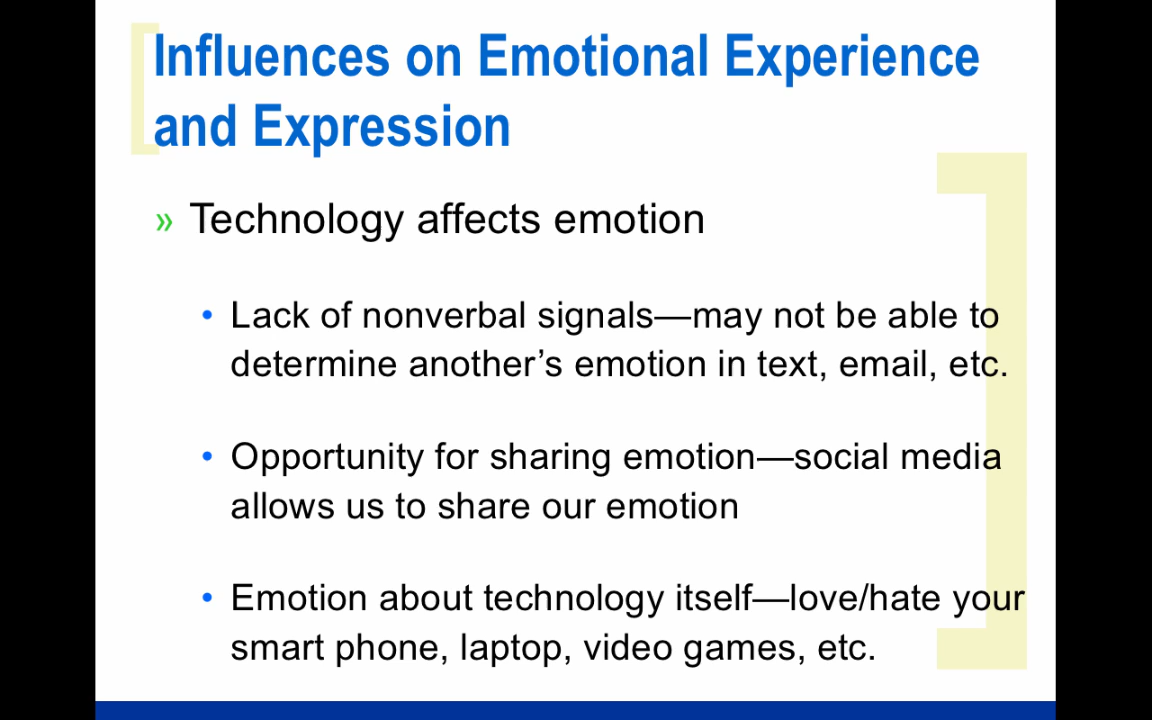 Influences on Emotional Experience
and Expression
» Technology affects emotion
• Lack of nonverbal signals—may not be able to
determine another’s emotion in text, email, etc.
• Opportunity for sharing emotion—social media
allows us to share our emotion
• Emotion about technology itself—love/hate your
smart phone, laptop, video games, etc.